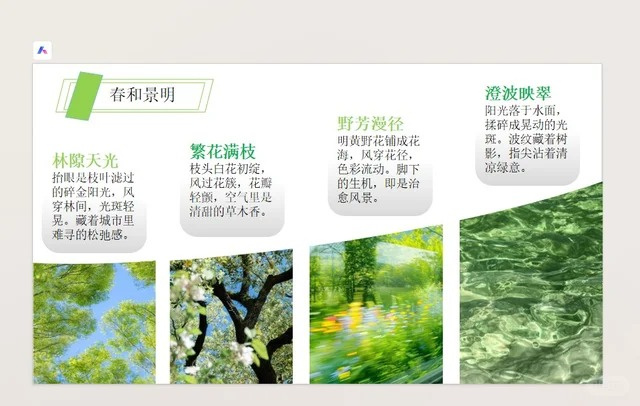 春和景明
林隙天光
抬眼是枝叶滤过
的碎金阳光，风
穿林间，光斑轻
晃。藏着城市里
难寻的松弛感。
繁花满枝
枝头白花初绽，
风过花簇，花瓣
轻颤，空气里是
清甜的草木香。
野芳漫径
明黄野花铺成花
海，风穿花径，
色彩流动。脚下
的生机，即是治
愈风景。
澄波映翠
阳光落于水面，
揉碎成晃动的光
斑。波纹藏着树
影，指尖沾着清
凉绿意。